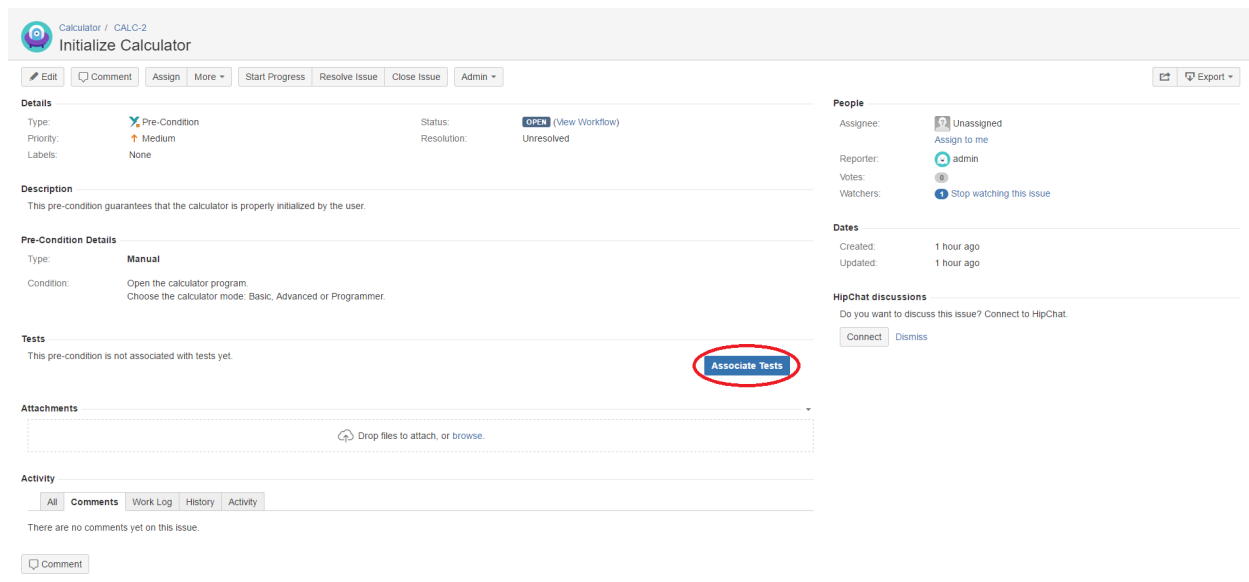 Calculator / CALC-2
Initialize Calculator
Edit Comment Assign More Start Progress Resolve Issue Close Issue Admin Export
Details
Type: Pre-Condition Status: OPEN (View Workflow)
Priority: Medium Resolution: Unresolved
Labels: None
Description
This pre-condition guarantees that the calculator is properly initialized by the user.
Pre-Condition Details
Type: Manual
Condition: Open the calculator program.
Choose the calculator mode: Basic, Advanced or Programmer.
Tests
This pre-condition is not associated with tests yet.
Associate Tests
Attachments
Drop files to attach, or browse.
Activity
All Comments Work Log History Activity
There are no comments yet on this issue.
Comment
People
Assignee: Unassigned
Assign to me
Reporter: admin
Votes: 0
Watchers: 1 Stop watching this issue
Dates
Created: 1 hour ago
Updated: 1 hour ago
HipChat discussions
Do you want to discuss this issue? Connect to HipChat.
Connect Dismiss